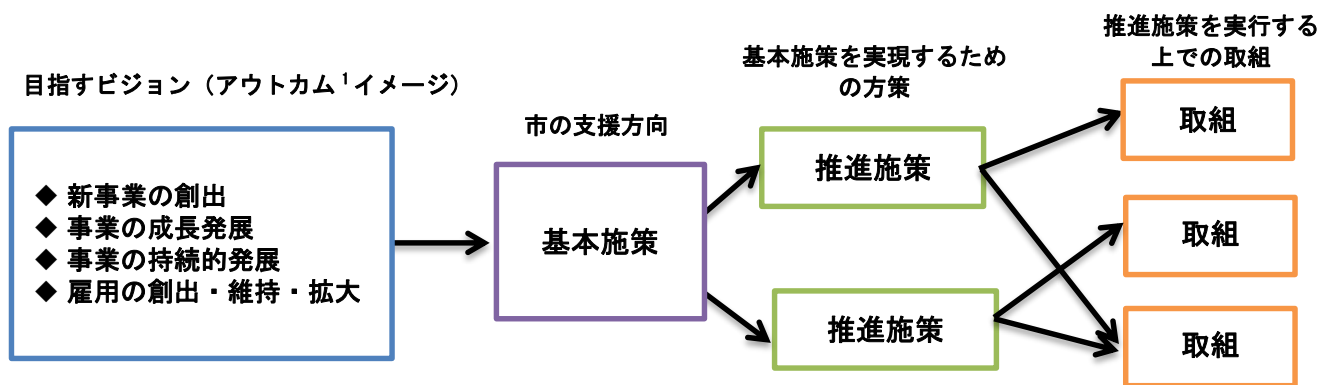 目指すビジョン(アウトカム1イメージ)
◆ 新事業の創出
◆ 事業の成長発展
◆ 事業の持続的発展
◆ 雇用の創出・維持・拡大
市の支援方向
基本施策
基本施策を実現するため
の方策
推進施策
推進施策
推進施策を実行する
上での取組
取組
取組
取組